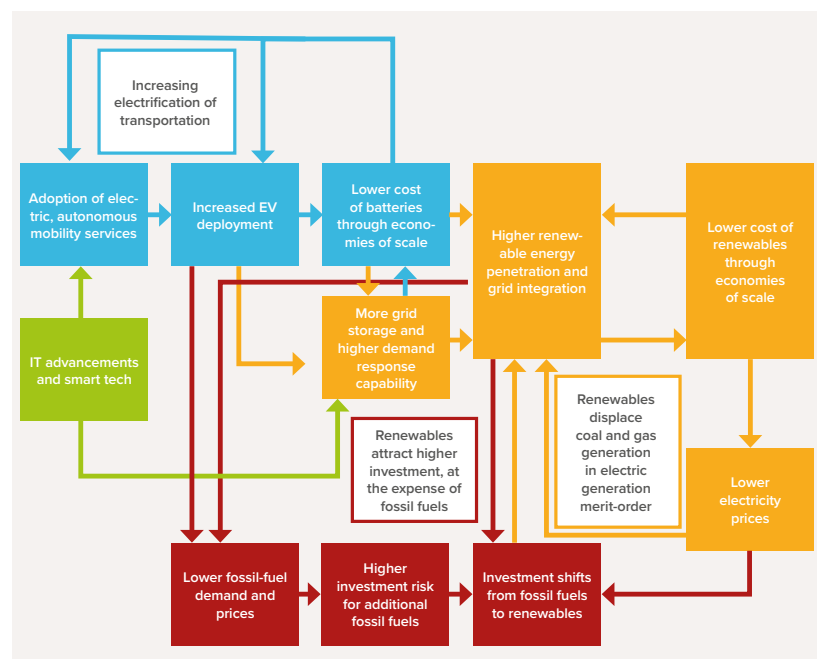 Increasing
electrification of
transportation
Adoption of elec-
tric, autonomous
mobility services
Increased EV
deployment
Lower cost
of batteries
through econo-
mies of scale
Higher renew-
able energy
penetration and
grid integration
Lower cost of
renewables
through
economies
of scale
IT advancements
and smart tech
More grid
storage and
higher demand
response
capability
Renewables
attract higher
investment, at
the expense of
fossil fuels
Renewables
displace
coal and gas
generation
in electric
generation
merit-order
Lower
electricity
prices
Lower fossil-fuel
demand and
prices
Higher
investment risk
for additional
fossil fuels
Investment shifts
from fossil fuels
to renewables